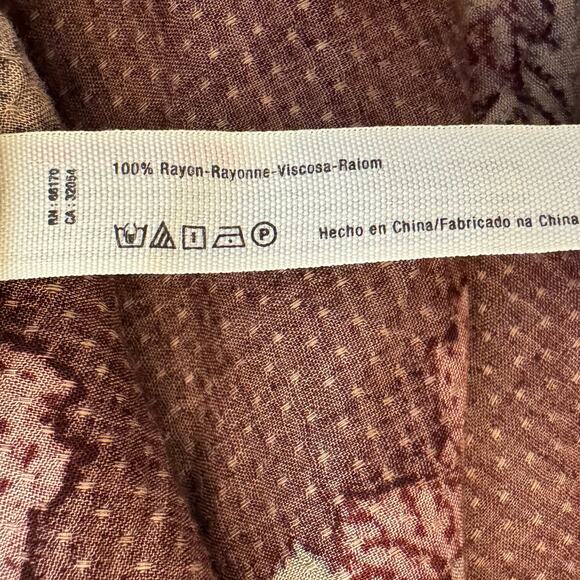 RN : 66170
CA : 32054
100% Rayon-Rayonne-Viscosa-Raiom
P
Hecho en China/Fabricado na China